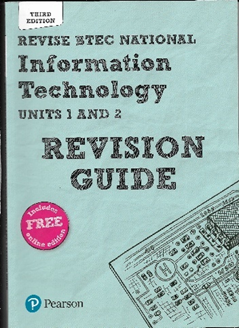 THIRD
EDITION
REVISE BTEC NATIONAL
Information
Technology
UNITS 1 AND 2
REVISION
GUIDE
Includes
FREE
online edition
Pearson